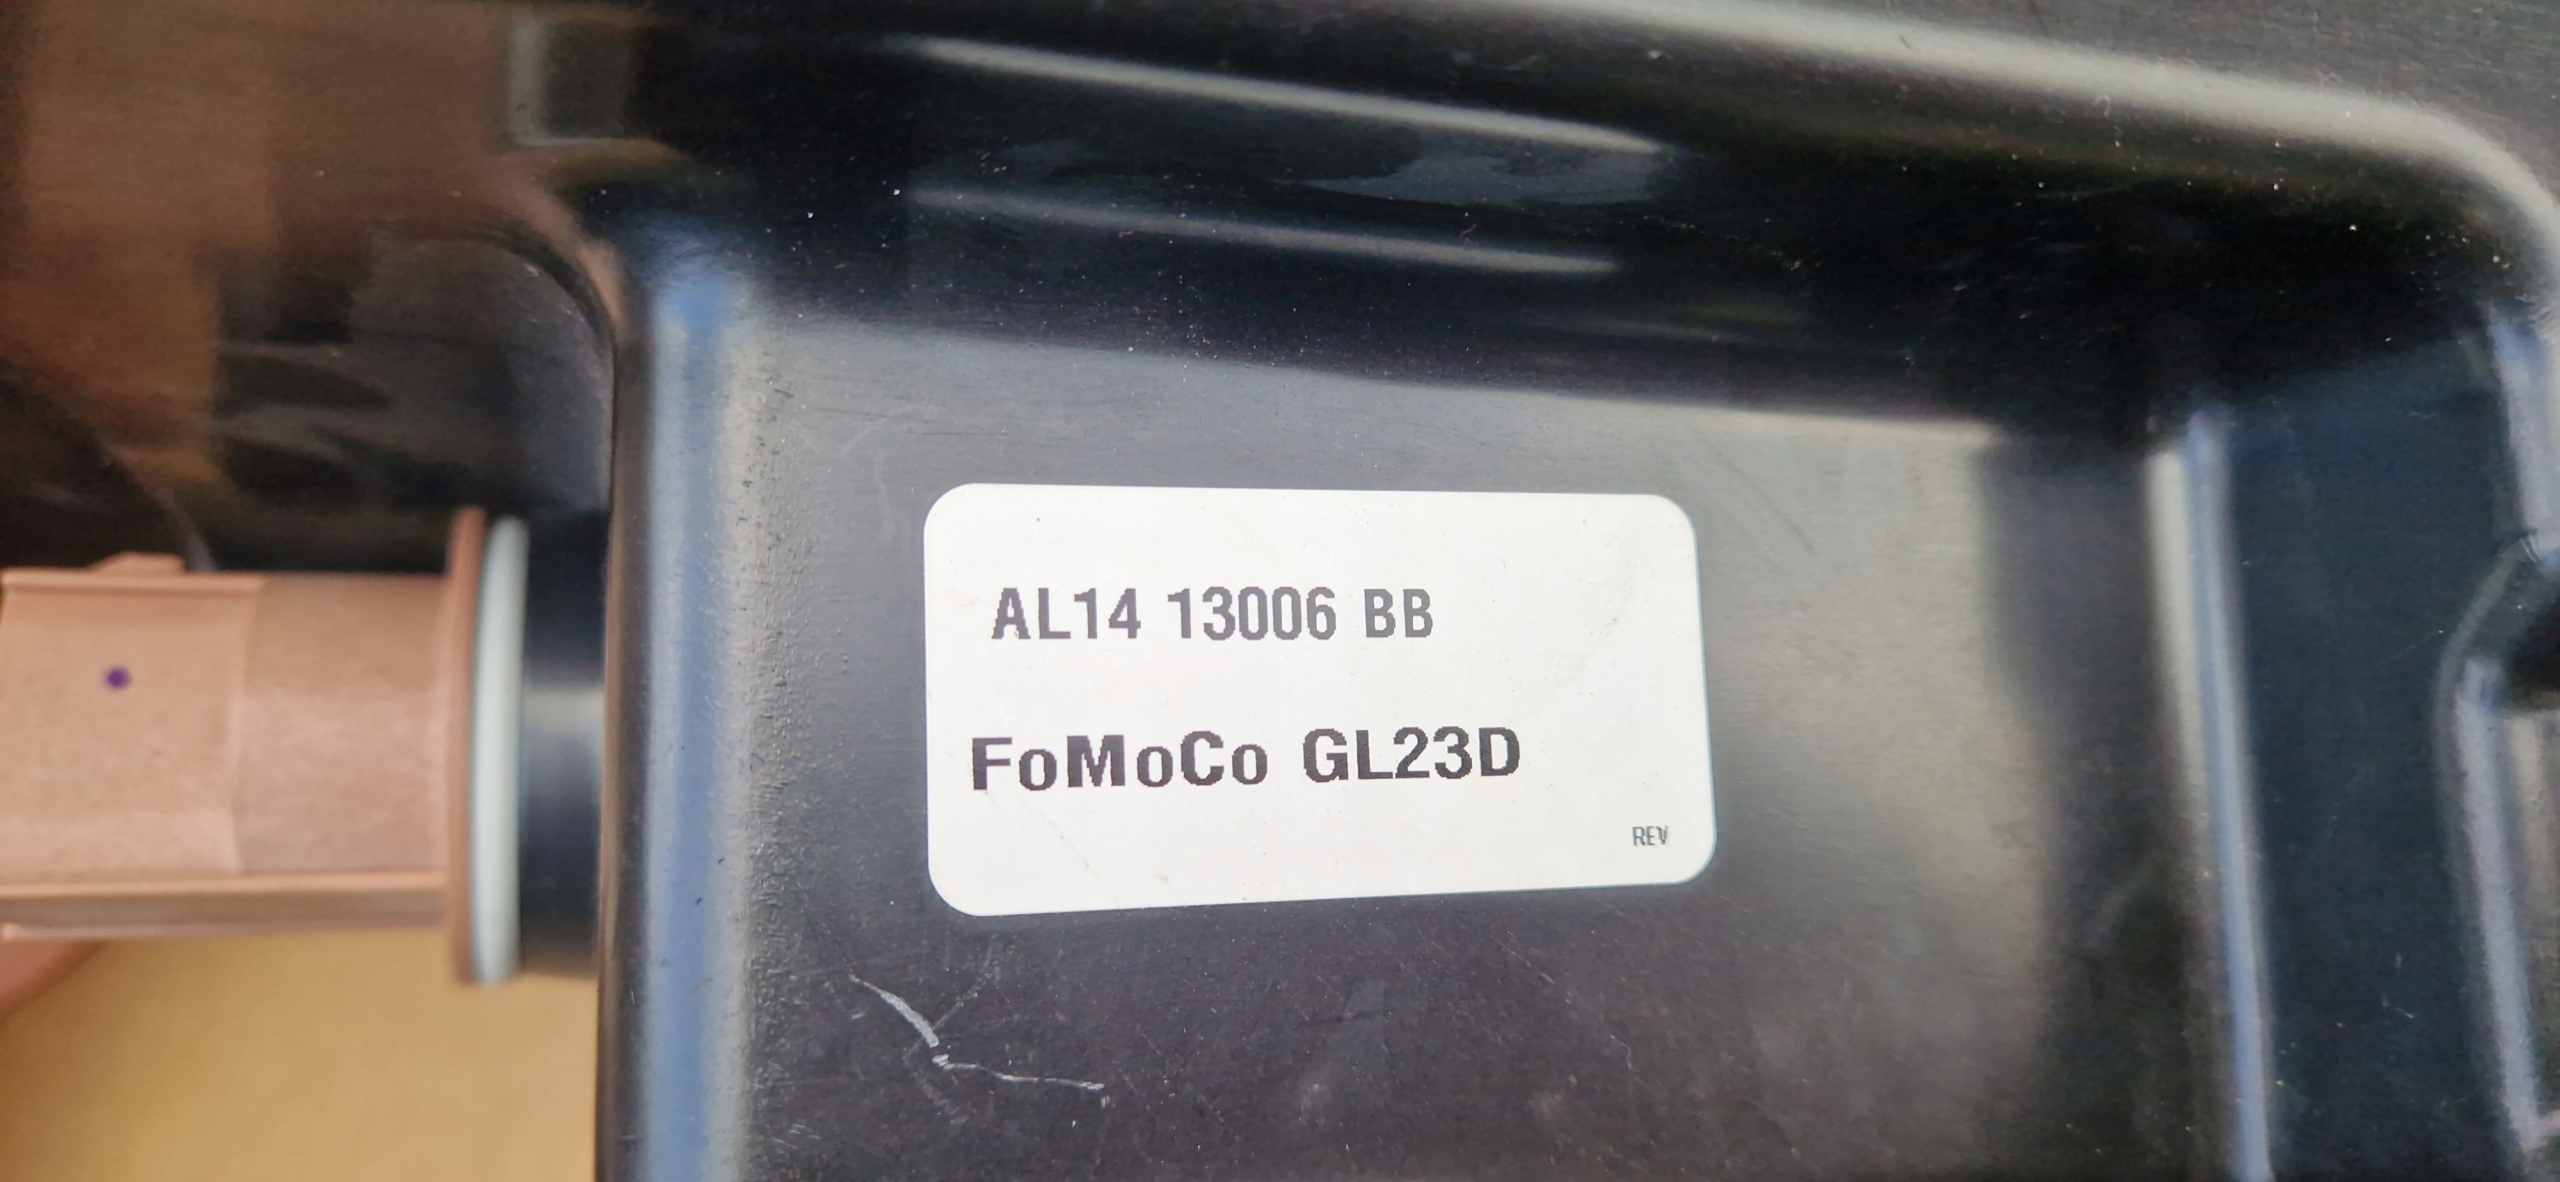 AL14 13006 BB
FoMoCo GL23D
REV